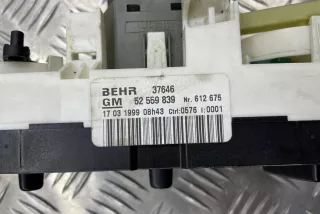 BEHR 37646
GM 52 559 839 Nr. 612 675
17 03 1999 08h43 Ctrl:0576 I:0001